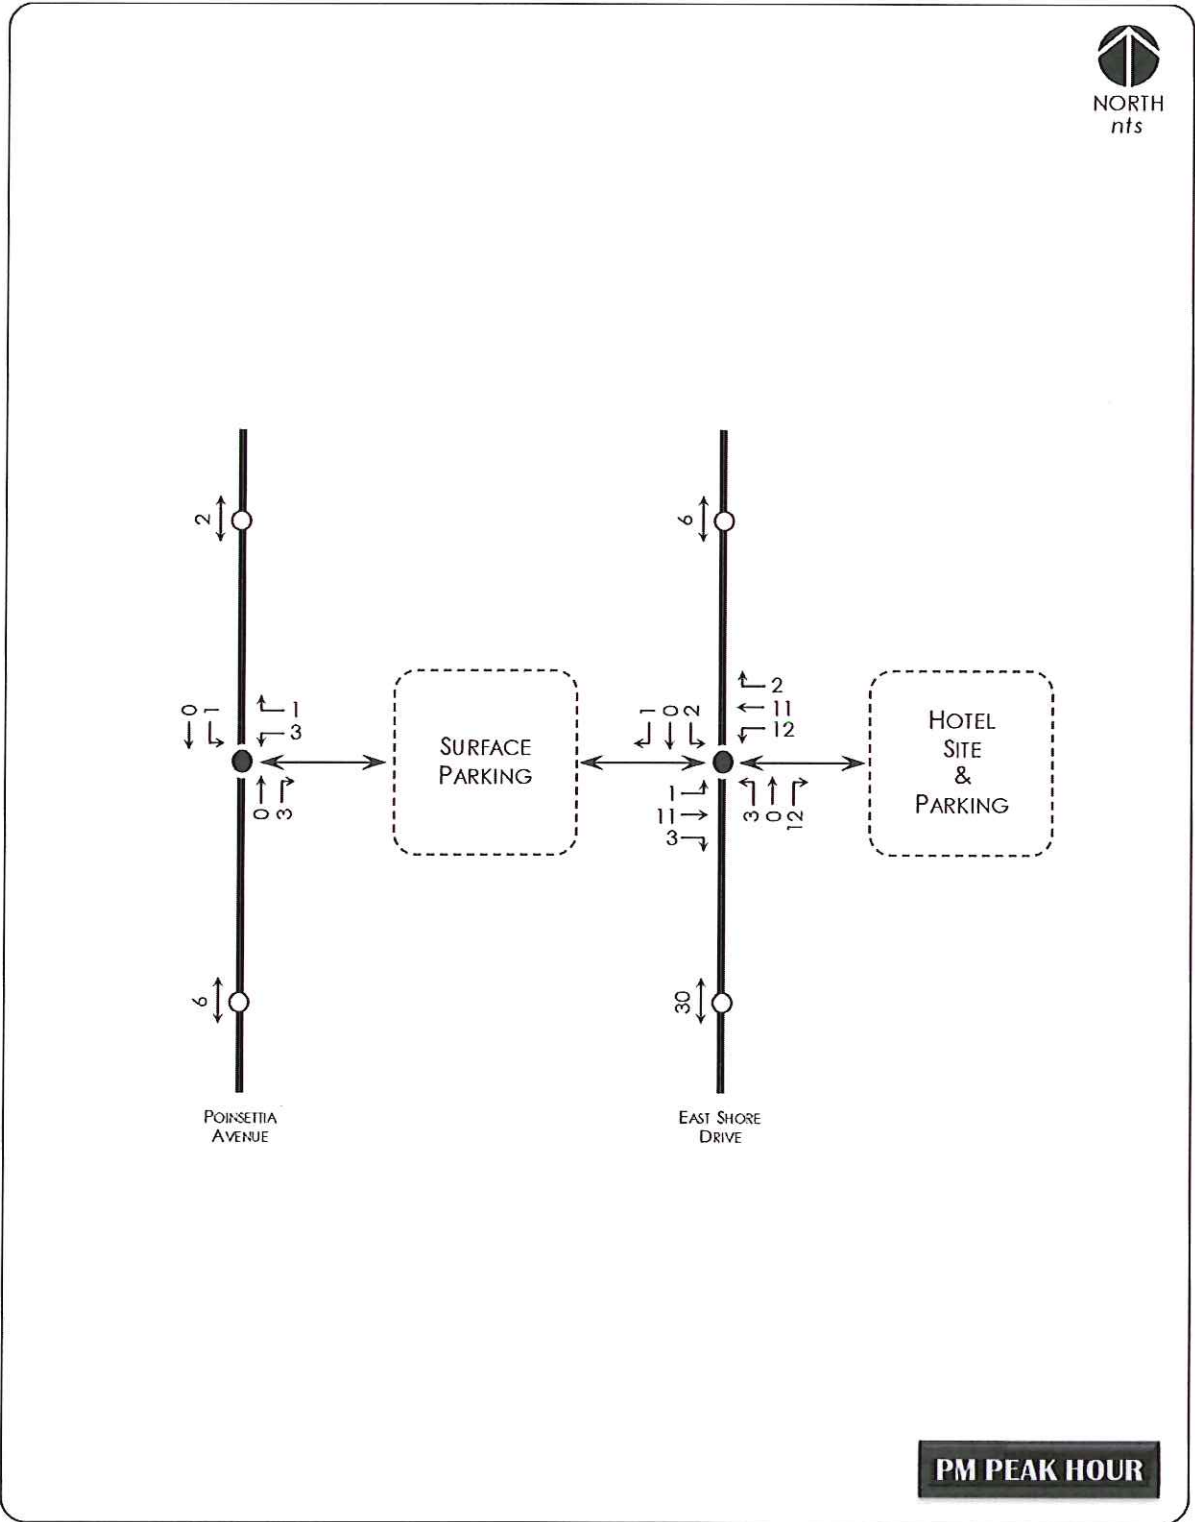 NORTH
nts
2
6
0
1
1
3
0
3
SURFACE
PARKING
1
0
2
2
11
12
1
11
3
3
0
12
HOTEL
SITE
&
PARKING
6
30
POINSETTIA
AVENUE
EAST SHORE
DRIVE
PM PEAK HOUR